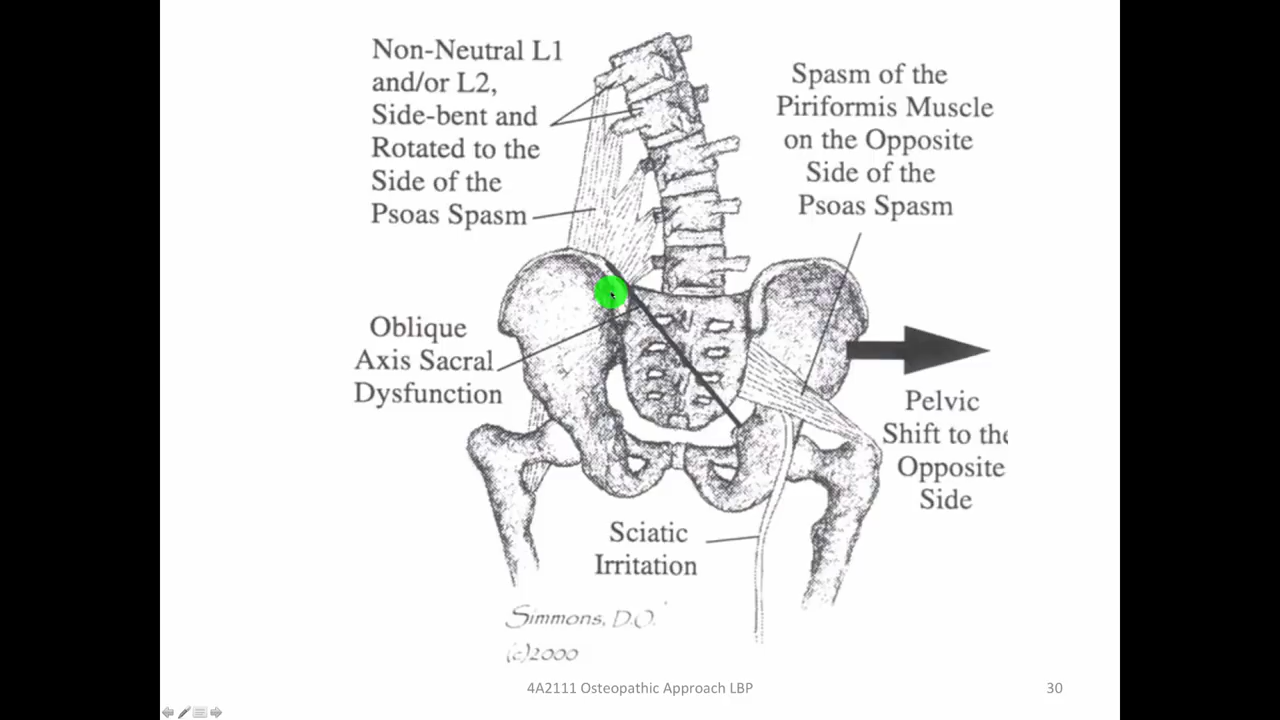 Non-Neutral L1
and/or L2,
Side-bent and
Rotated to the
Side of the
Psoas Spasm
Spasm of the
Piriformis Muscle
on the Opposite
Side of the
Psoas Spasm
Oblique
Axis Sacral
Dysfunction
Pelvic
Shift to the
Opposite
Side
Sciatic
Irritation
Simmons, D.O.
(c)2000
4A2111 Osteopathic Approach LBP
30